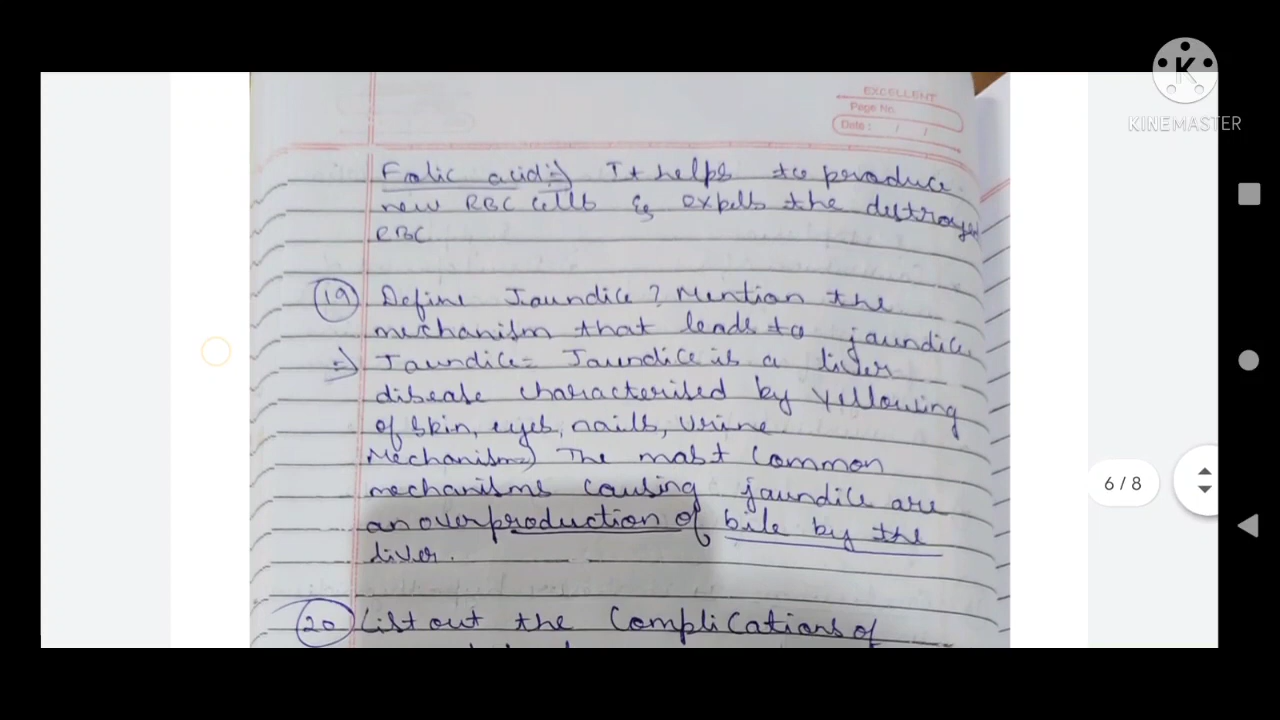 KINEMASTER
EXCELLENT
Page No.
Date : / /
Folic acid => It helps to produce
new RBC cells & expells the destroyed
RBC
19 Define Jaundice? Mention the
mechanism that leads to jaundice.
=> Jaundice = Jaundice is a liver
disease characterised by yellowing
of skin, eyes, nails, urine
Mechanism => The most common
mechanisms causing jaundice are
an overproduction of bile by the
liver.
20 List out the Complications of
6 / 8